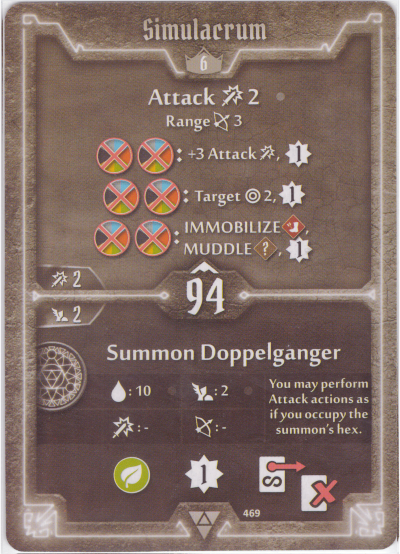 Simulacrum
6
Attack 2
Range 3
: +3 Attack , 1
: Target 2, 1
: IMMOBILIZE ,
MUDDLE ? , 1
2
94
2
Summon Doppelganger
: 10
: 2
: -
: -
You may perform
Attack actions as
if you occupy the
summon's hex.
1
S
469